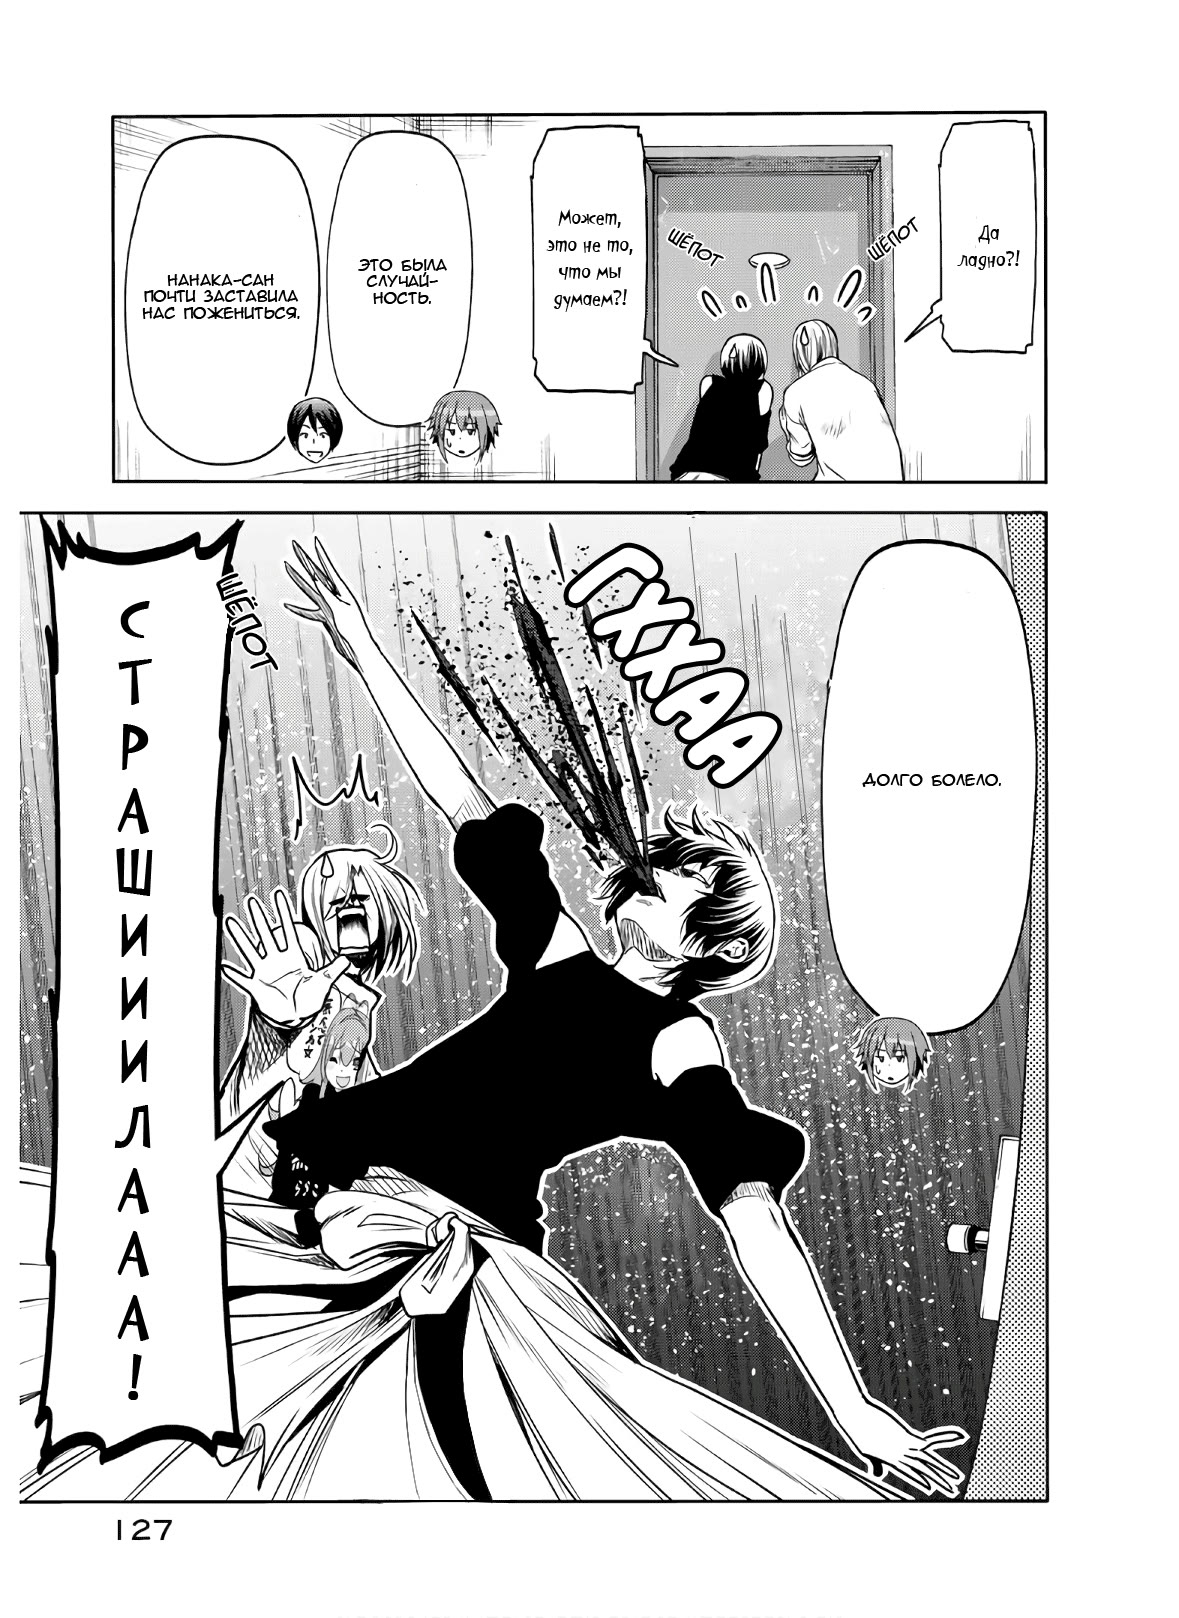 Да
ладно?!
ШЁПОТ
ШЁПОТ
Может,
это не то,
что мы
думаем?!
ЭТО БЫЛА
СЛУЧАЙ-
НОСТЬ.
НАНАКА-САН
ПОЧТИ ЗАСТАВИЛА
НАС ПОЖЕНИТЬСЯ.
ДОЛГО БОЛЕЛО.
ГХХАА
ШЁПОТ
СТРАШИИИЛААА!
127